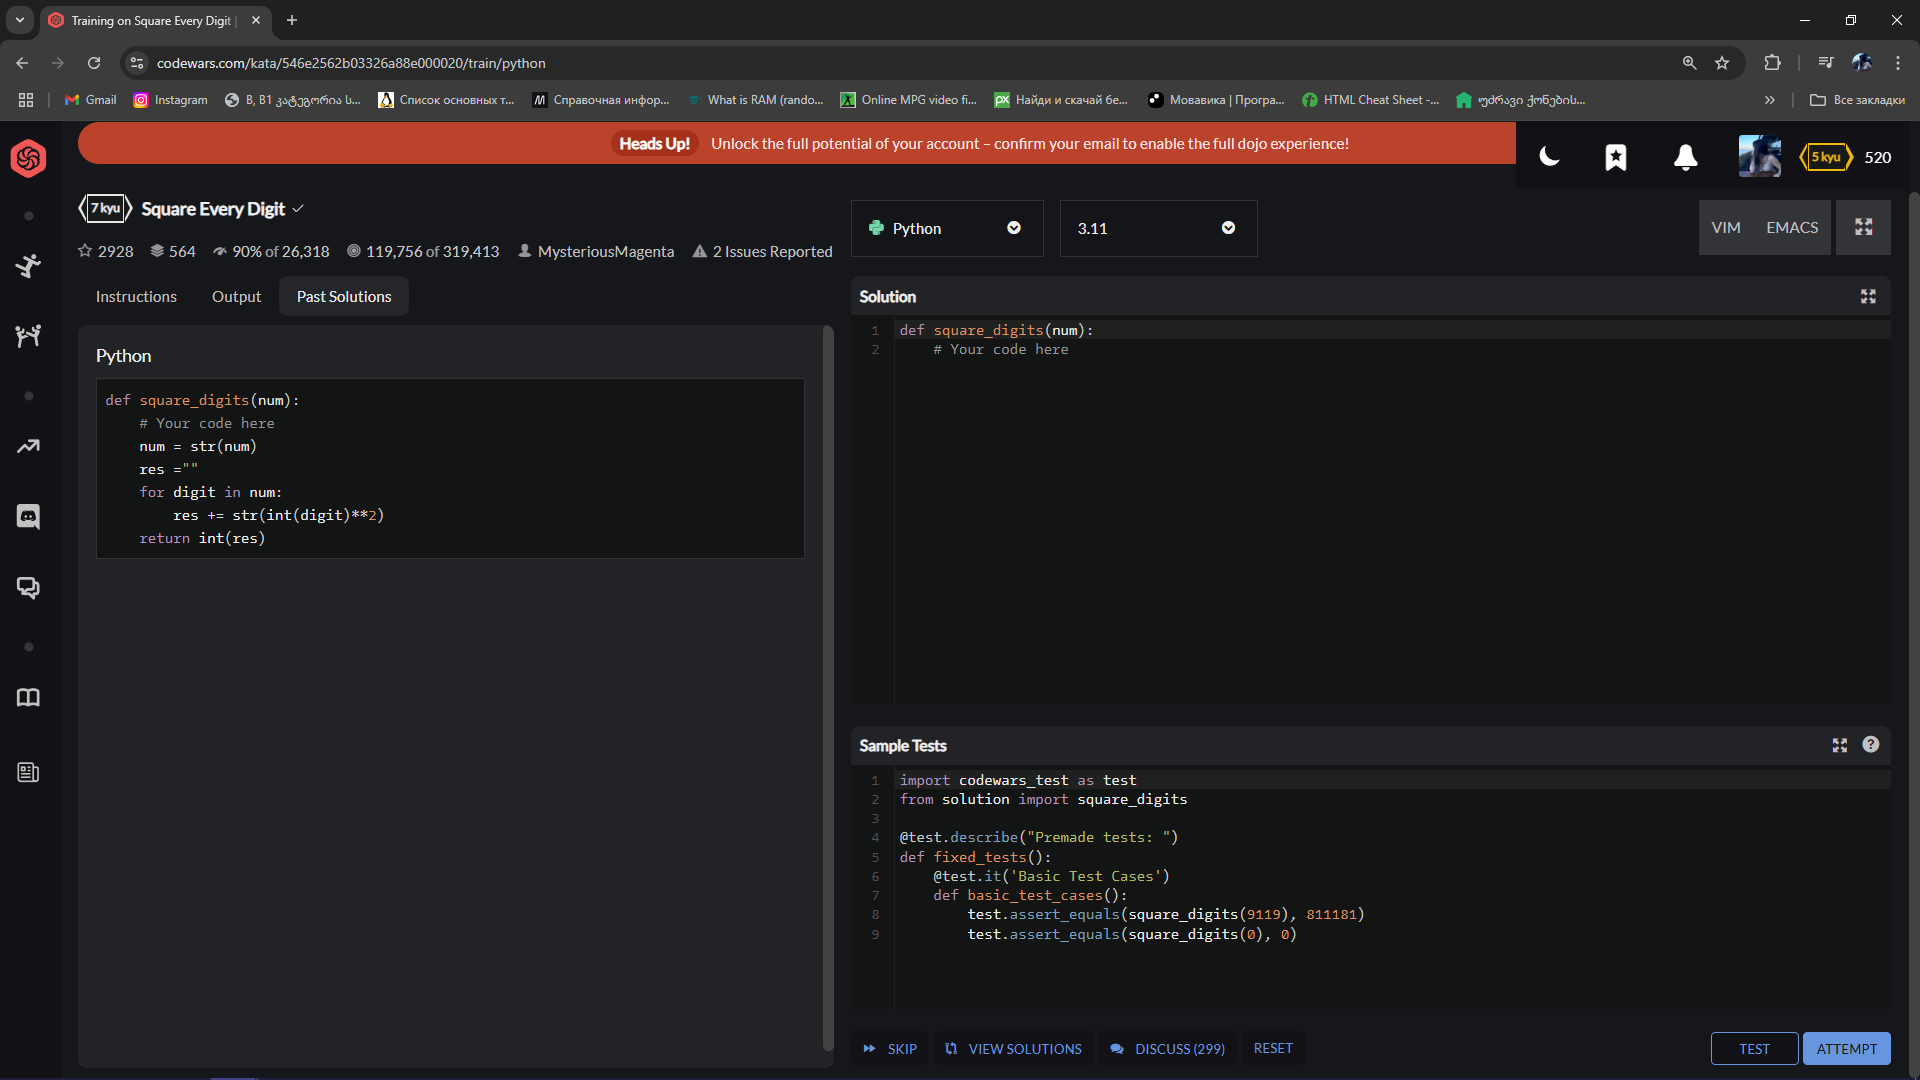 Training on Square Every Digit |
codewars.com/kata/546e2562b03326a88e000020/train/python
Gmail
Instagram
B, B1 კატეგორია ს...
Список основных т...
Справочная инфор...
What is RAM (rando...
Online MPG video fi...
Найди и скачай бе...
Мовавика | Програ...
HTML Cheat Sheet -...
უძრავი ქონების...
Все закладки
Heads Up! Unlock the full potential of your account – confirm your email to enable the full dojo experience!
5 kyu 520
7 kyu Square Every Digit
2928 564 90% of 26,318 119,756 of 319,413 MysteriousMagenta 2 Issues Reported
Instructions Output Past Solutions
Python
def square_digits(num):
    # Your code here
    num = str(num)
    res =""
    for digit in num:
        res += str(int(digit)**2)
    return int(res)
Python 3.11 VIM EMACS
Solution
1 def square_digits(num):
2     # Your code here
Sample Tests
1 import codewars_test as test
2 from solution import square_digits
3
4 @test.describe("Premade tests: ")
5 def fixed_tests():
6     @test.it('Basic Test Cases')
7     def basic_test_cases():
8         test.assert_equals(square_digits(9119), 811181)
9         test.assert_equals(square_digits(0), 0)
SKIP VIEW SOLUTIONS DISCUSS (299) RESET TEST ATTEMPT